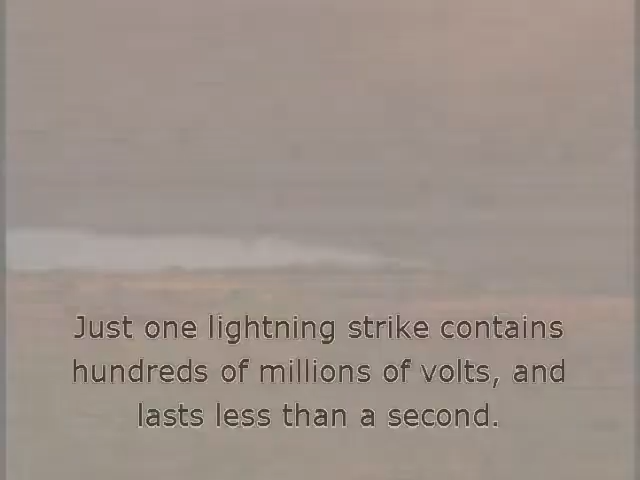 Just one lightning strike contains
hundreds of millions of volts, and
lasts less than a second.